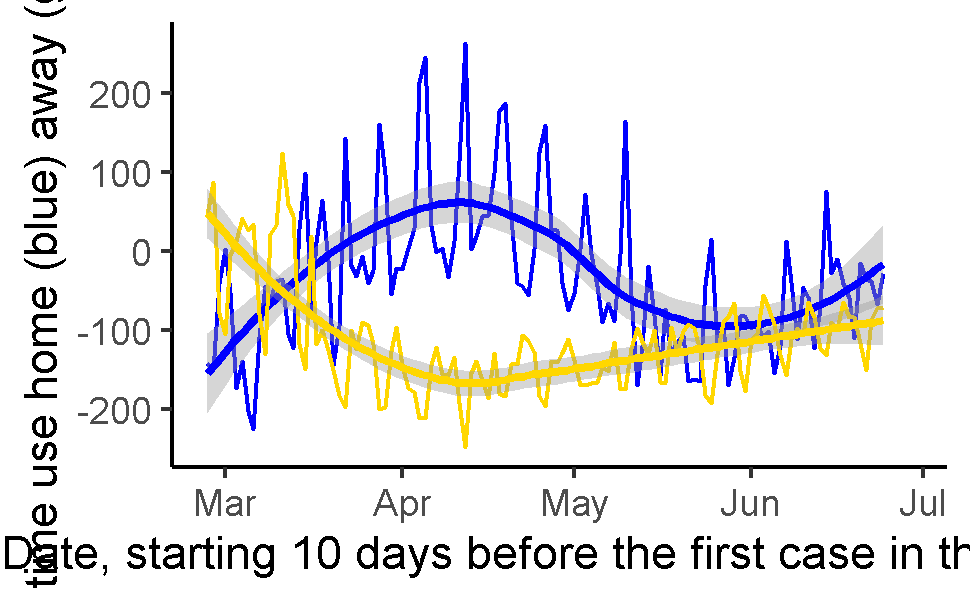 time use home (blue) away (
200
100
0
-100
-200
Mar Apr May Jun Jul
Date, starting 10 days before the first case in th